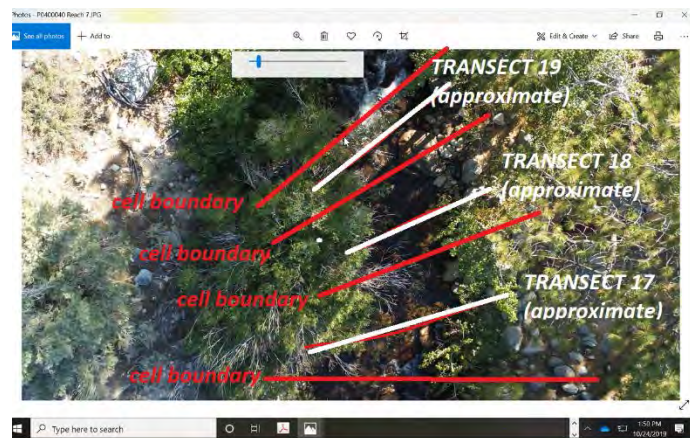 Photos - P0400040 Reach 7.JPG
See all photos + Add to Edit & Create Share
TRANSECT 19
(approximate)
TRANSECT 18
(approximate)
cell boundary
cell boundary
cell boundary
TRANSECT 17
(approximate)
cell boundary
Type here to search
1:50 PM
10/24/2019